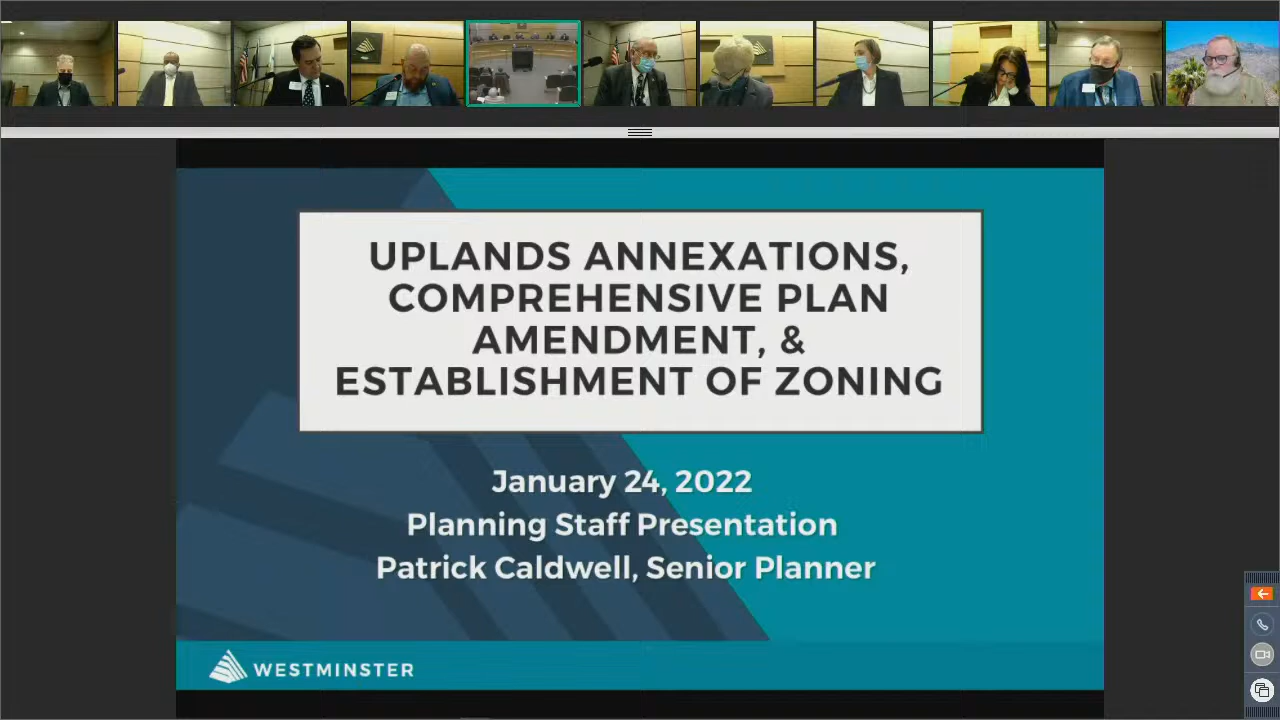 UPLANDS ANNEXATIONS,
COMPREHENSIVE PLAN
AMENDMENT, &
ESTABLISHMENT OF ZONING
January 24, 2022
Planning Staff Presentation
Patrick Caldwell, Senior Planner
WESTMINSTER